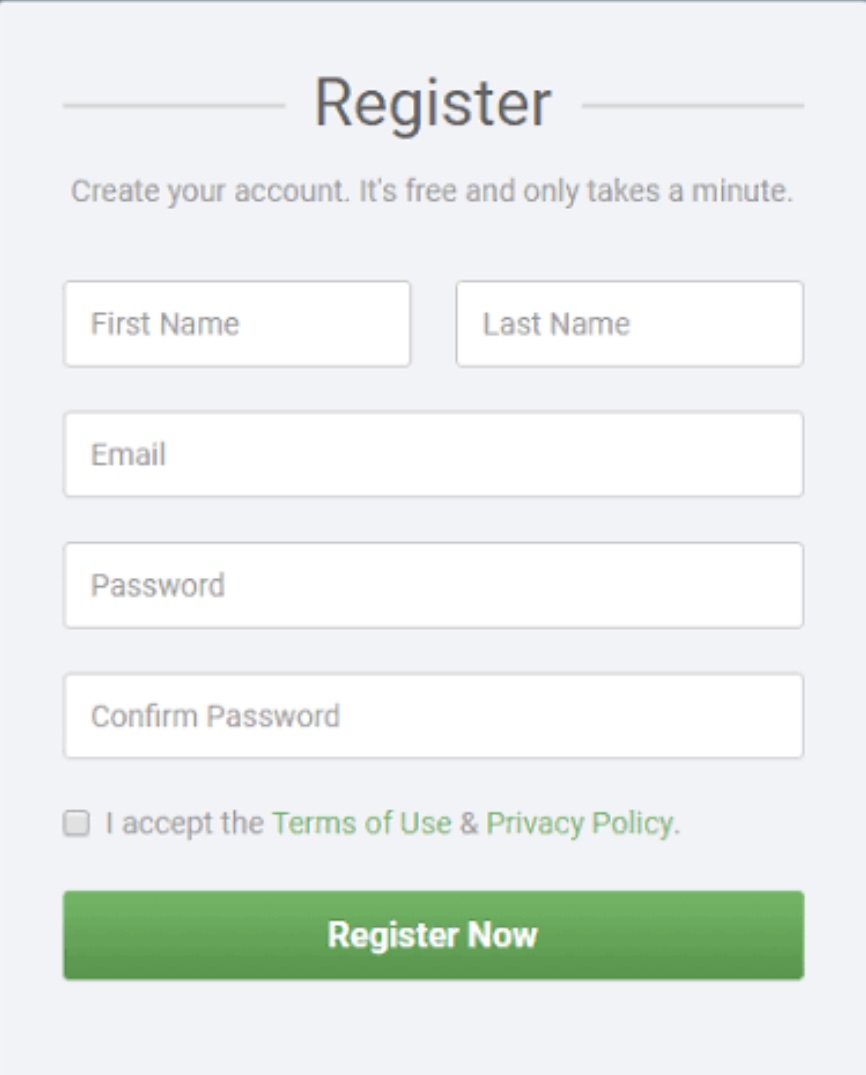 Register
Create your account. It's free and only takes a minute.
First Name Last Name
Email
Password
Confirm Password
I accept the Terms of Use & Privacy Policy.
Register Now